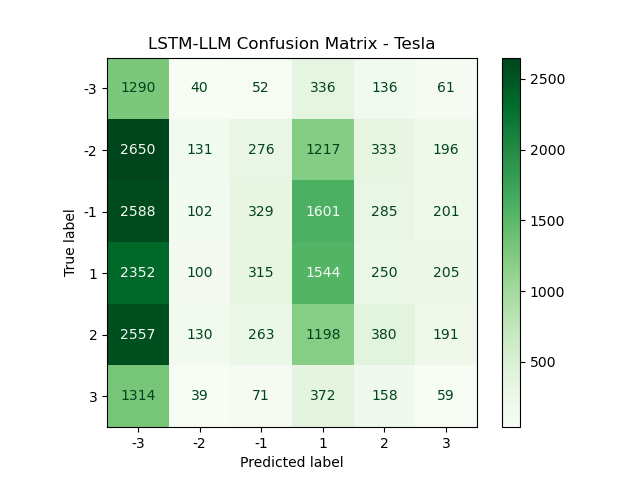 LSTM-LLM Confusion Matrix - Tesla
-3 1290 40 52 336 136 61
-2 2650 131 276 1217 333 196
-1 2588 102 329 1601 285 201
1 2352 100 315 1544 250 205
2 2557 130 263 1198 380 191
3 1314 39 71 372 158 59
-3 -2 -1 1 2 3
True label
Predicted label
2500
2000
1500
1000
500